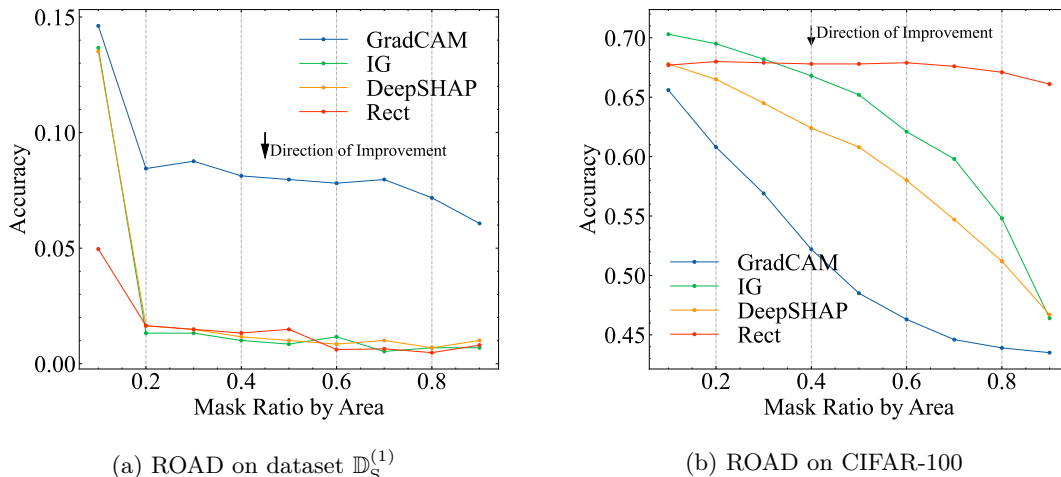 0.15
0.10
0.05
0.00
Accuracy
GradCAM
IG
DeepSHAP
Rect
Direction of Improvement
0.2 0.4 0.6 0.8
Mask Ratio by Area
(a) ROAD on dataset 𝔻_S^(1)
0.70
0.65
0.60
0.55
0.50
0.45
Accuracy
Direction of Improvement
GradCAM
IG
DeepSHAP
Rect
0.2 0.4 0.6 0.8
Mask Ratio by Area
(b) ROAD on CIFAR-100